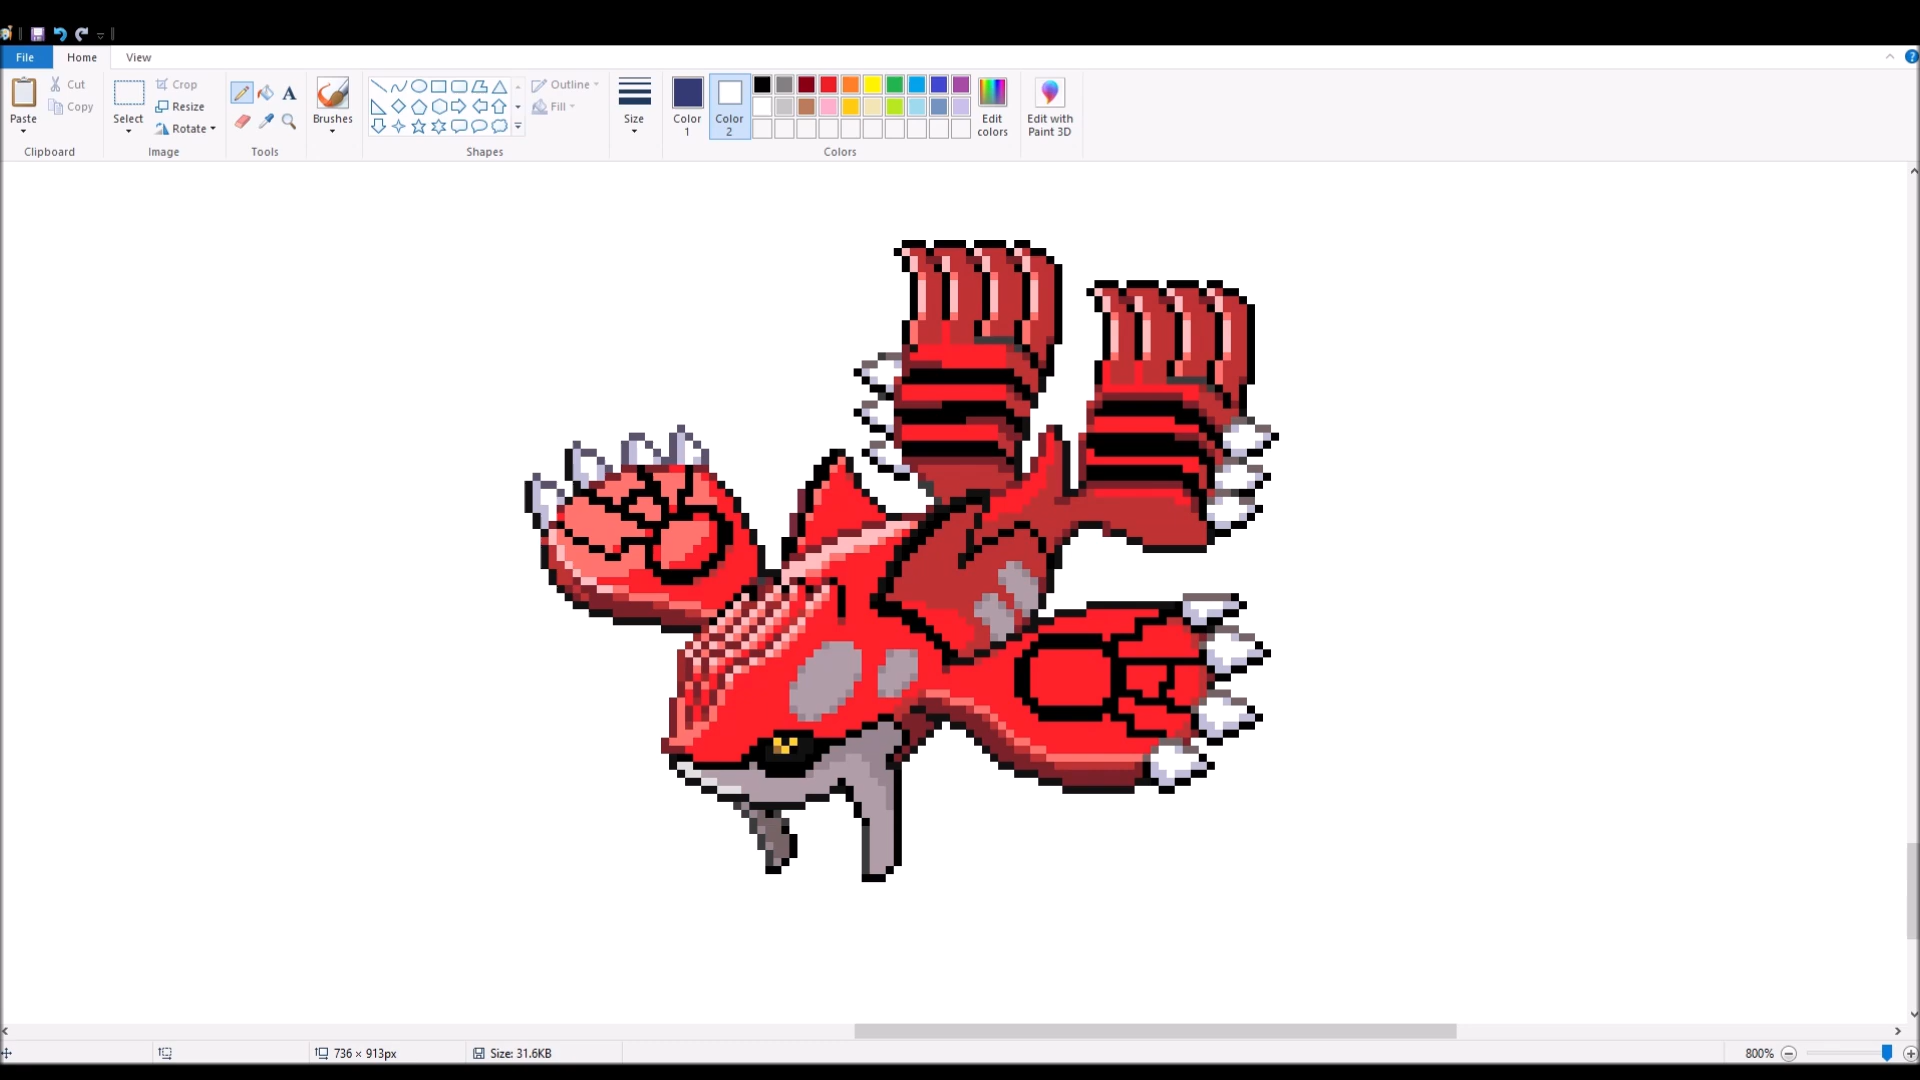 File Home View
Paste
Cut
Copy
Clipboard
Select
Crop
Resize
Rotate
Image
A
Tools
Brushes
Shapes
Outline
Fill
Size
Color 1
Color 2
Colors
Edit colors
Edit with Paint 3D
?
736 × 913px
Size: 31.6KB
800%